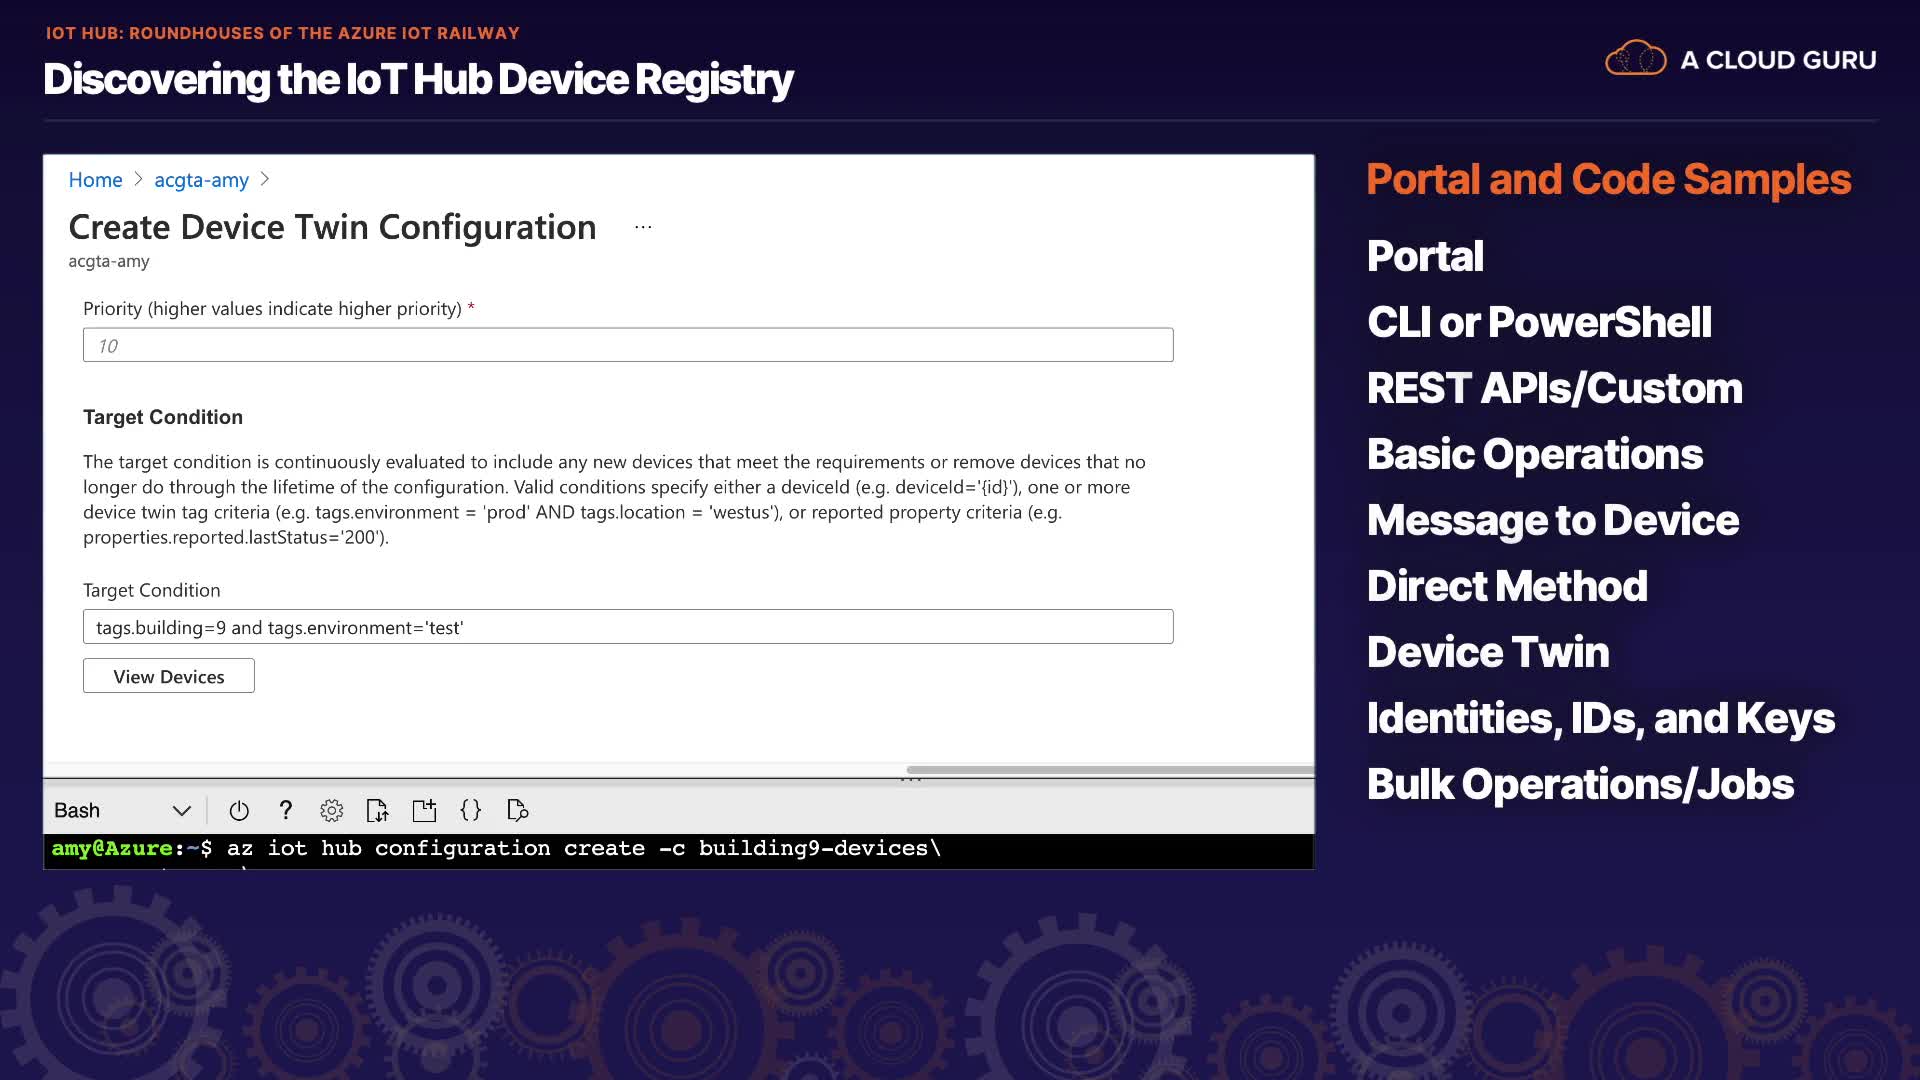 IOT HUB: ROUNDHOUSES OF THE AZURE IOT RAILWAY
Discovering the IoT Hub Device Registry
A CLOUD GURU
Home > acgta-amy >
Create Device Twin Configuration ...
acgta-amy
Priority (higher values indicate higher priority) *
10
Target Condition
The target condition is continuously evaluated to include any new devices that meet the requirements or remove devices that no
longer do through the lifetime of the configuration. Valid conditions specify either a deviceId (e.g. deviceId='{id}'), one or more
device twin tag criteria (e.g. tags.environment = 'prod' AND tags.location = 'westus'), or reported property criteria (e.g.
properties.reported.lastStatus='200').
Target Condition
tags.building=9 and tags.environment='test'
View Devices
Bash
amy@Azure:~$ az iot hub configuration create -c building9-devices\
Portal and Code Samples
Portal
CLI or PowerShell
REST APIs/Custom
Basic Operations
Message to Device
Direct Method
Device Twin
Identities, IDs, and Keys
Bulk Operations/Jobs